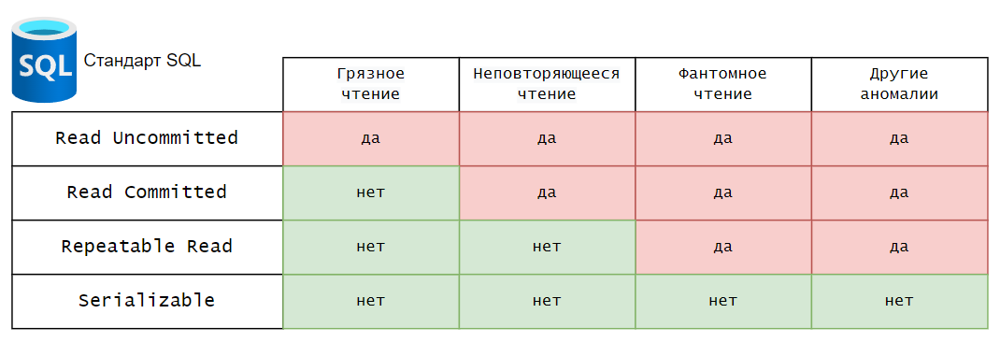 SQL
Стандарт SQL
Грязное Неповторяющееся Фантомное Другие
чтение чтение чтение аномалии
Read Uncommitted да да да да
Read Committed нет да да да
Repeatable Read нет нет да да
Serializable нет нет нет нет